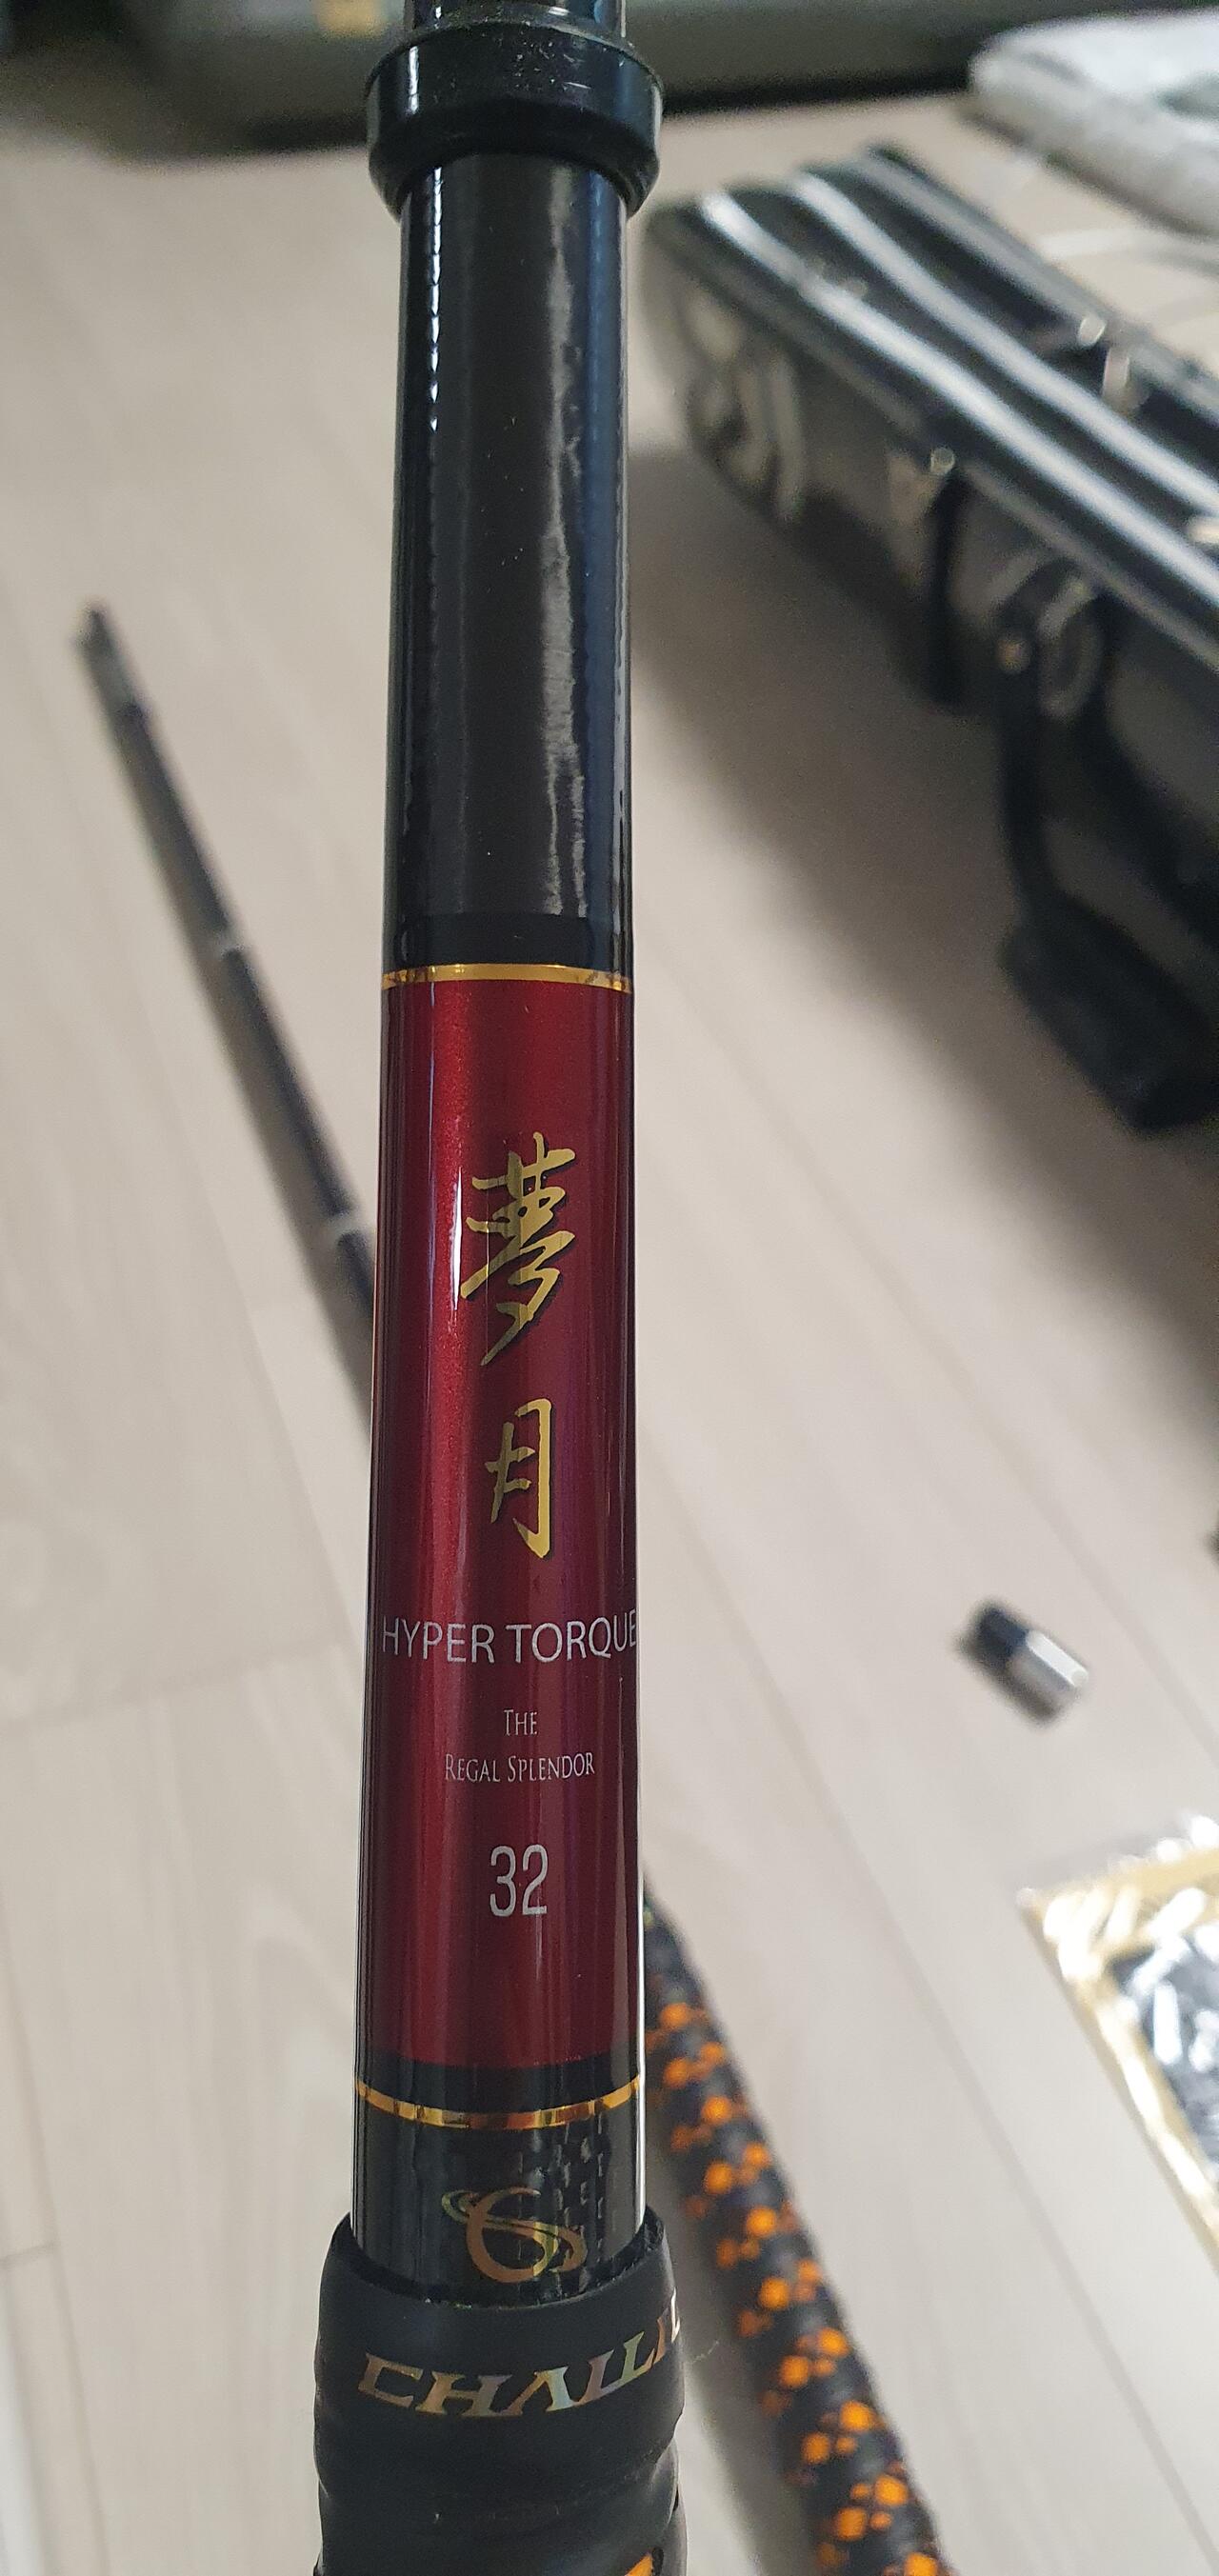 夢
月
HYPER TORQUE
THE
REGAL SPLENDOR
32